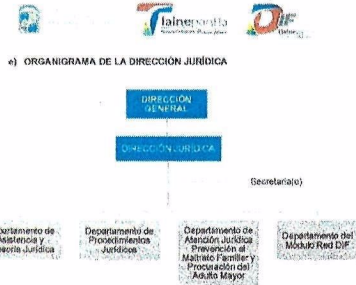 Tlalnepantla
DIF
e) ORGANIGRAMA DE LA DIRECCIÓN JURÍDICA
DIRECCIÓN
GENERAL
DIRECCIÓN JURÍDICA
Secretaria(o)
Departamento de
Asistencia y
Asesoría Jurídica
Departamento de
Procedimientos
Jurídicos
Departamento de
Atención Jurídica
Prevención al
Maltrato Familiar y
Procuración del
Adulto Mayor
Departamento del
Módulo Red DIF